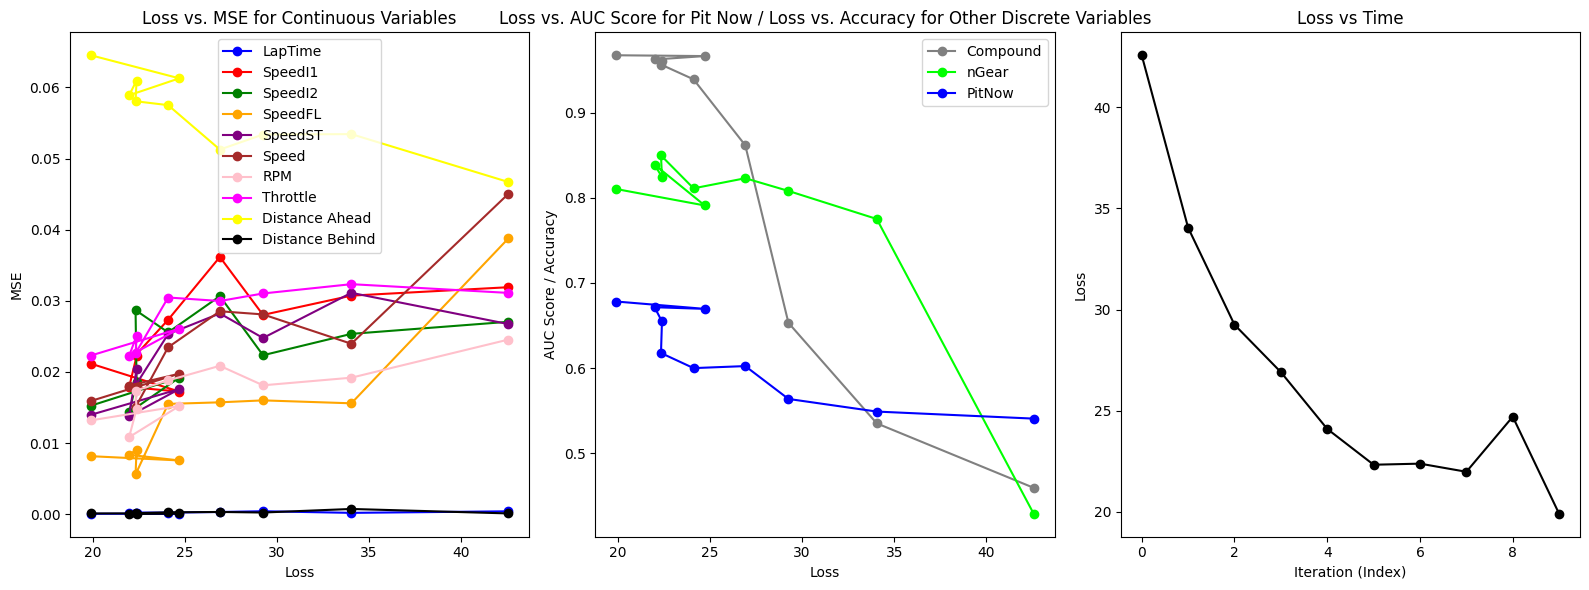 Loss vs. MSE for Continuous Variables
MSE
0.06
0.05
0.04
0.03
0.02
0.01
0.00
LapTime
SpeedI1
SpeedI2
SpeedFL
SpeedST
Speed
RPM
Throttle
Distance Ahead
Distance Behind
20 25 30 35 40
Loss
Loss vs. AUC Score for Pit Now / Loss vs. Accuracy for Other Discrete Variables
AUC Score / Accuracy
0.9
0.8
0.7
0.6
0.5
Compound
nGear
PitNow
20 25 30 35 40
Loss
Loss vs Time
Loss
40
35
30
25
20
0 2 4 6 8
Iteration (Index)